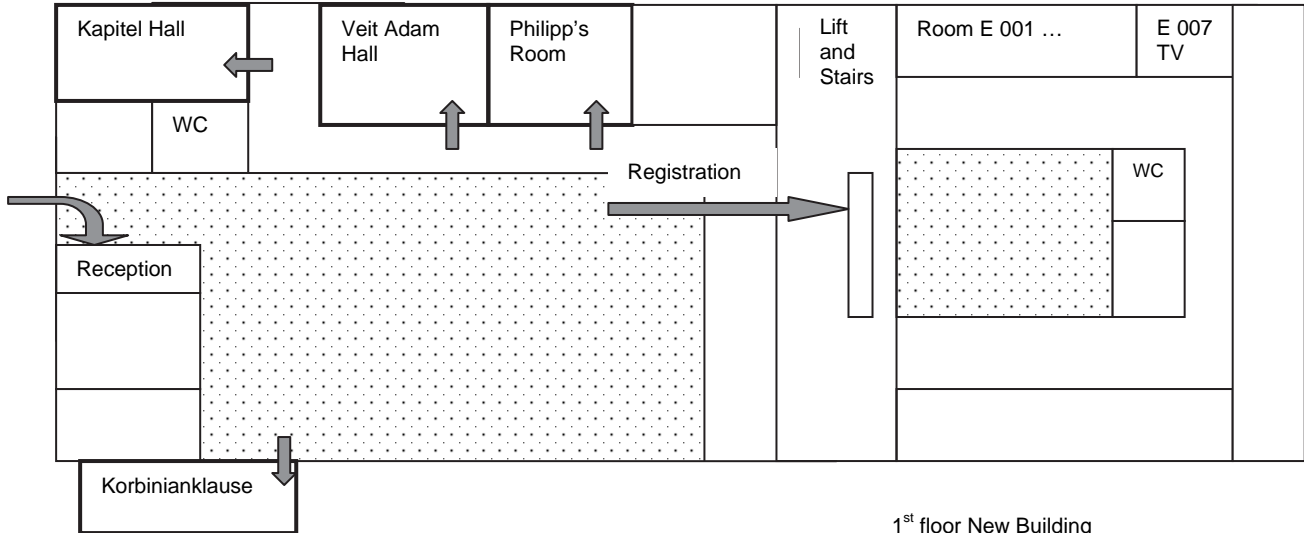 Kapitel Hall
Veit Adam
Hall
Philipp's
Room
Lift
and
Stairs
Room E 001 …
E 007
TV
WC
Registration
WC
Reception
Korbinianklause
1st floor New Building